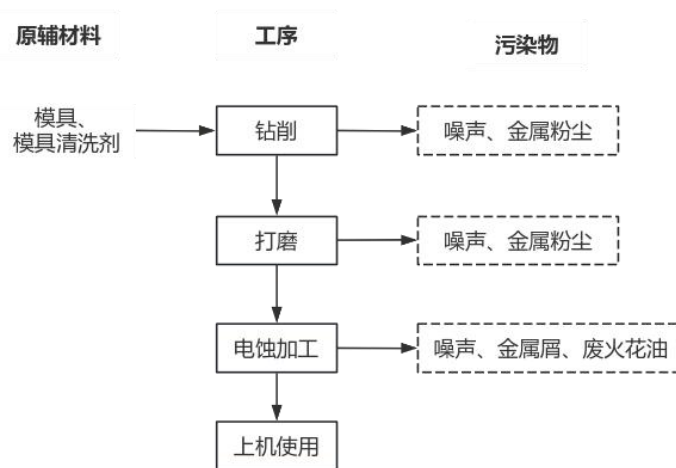 原辅材料
工序
污染物
模具、
模具清洗剂
钻削
噪声、金属粉尘
打磨
噪声、金属粉尘
电蚀加工
噪声、金属屑、废火花油
上机使用